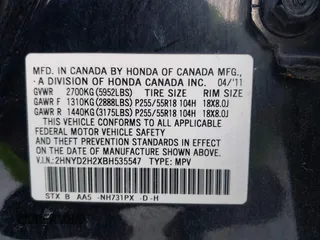 MFD. IN CANADA BY HONDA OF CANADA MFG.,
- A DIVISION OF HONDA CANADA INC. 04/'11
GVWR 2700KG(5952LBS) TIRE SIZE RIM SIZE
GAWR F 1310KG(2888LBS) P255/55R18 104H 18X8.0J
GAWR R 1440KG(3175LBS) P255/55R18 104H 18X8.0J
THIS VEHICLE CONFORMS TO ALL APPLICABLE
FEDERAL MOTOR VEHICLE SAFETY AND THEFT
PREVENTION STANDARDS IN EFFECT ON THE
DATE OF MANUFACTURE SHOWN ABOVE.
V.I.N.: 2HNYD2H2XBH535547 TYPE: MPV
STX B AA5 -NH731PX -D-H